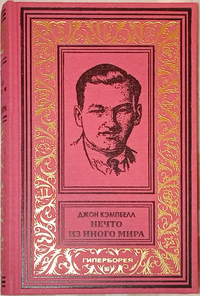 ДЖОН КЭМПБЕЛЛ
НЕЧТО
ИЗ ИНОГО МИРА
ГИПЕРБОРЕЯ